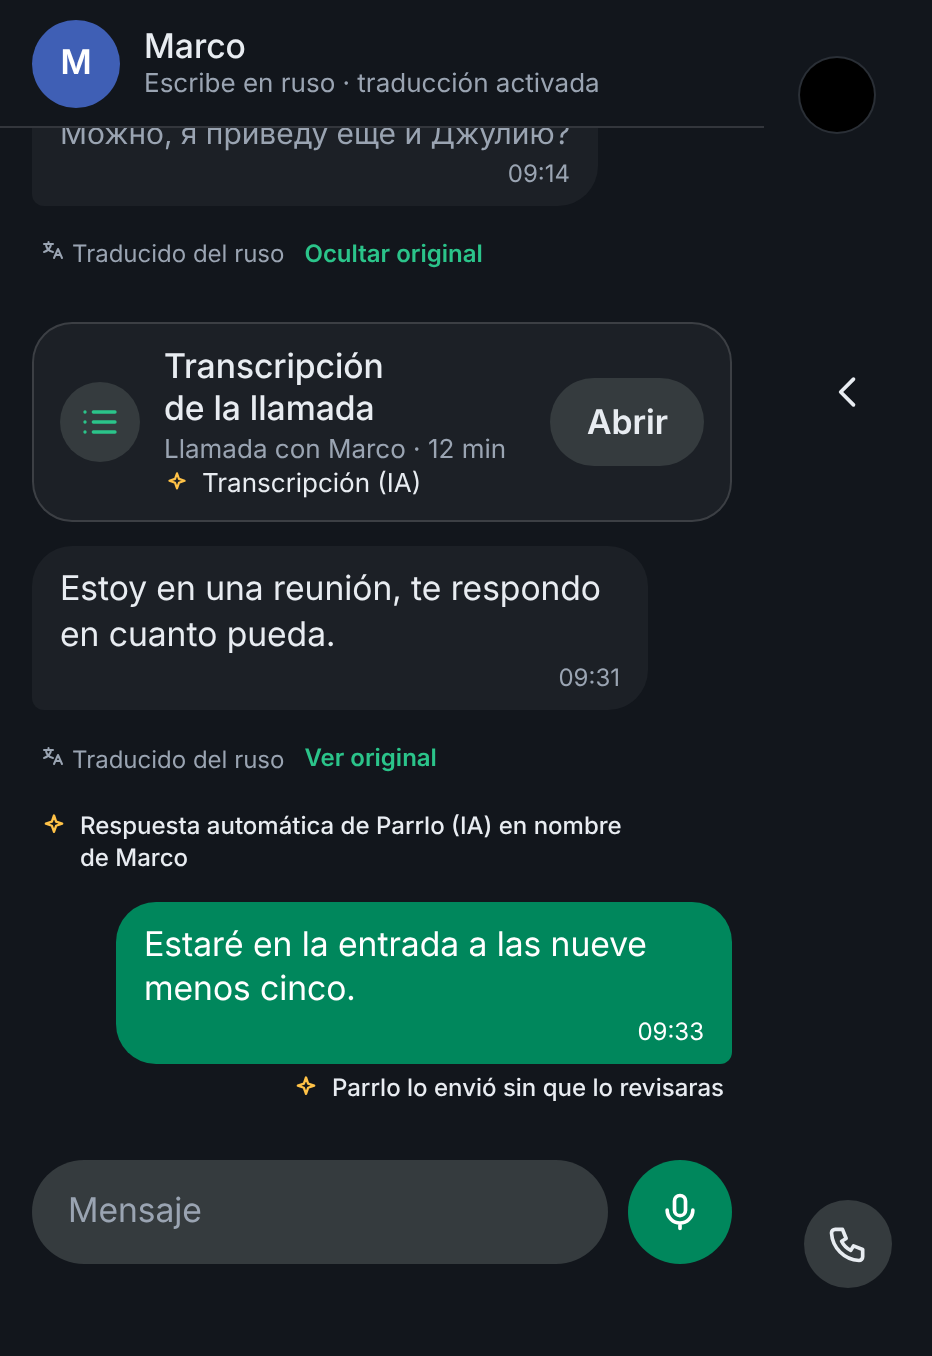 M
Marco
Escribe en ruso · traducción activada
Можно, я приведу еще и Джулию?
09:14
Traducido del ruso Ocultar original
Transcripción
de la llamada
Llamada con Marco · 12 min
Transcripción (IA)
Abrir
Estoy en una reunión, te respondo
en cuanto pueda.
09:31
Traducido del ruso Ver original
Respuesta automática de Parrlo (IA) en nombre
de Marco
Estaré en la entrada a las nueve
menos cinco.
09:33
Parrlo lo envió sin que lo revisaras
Mensaje